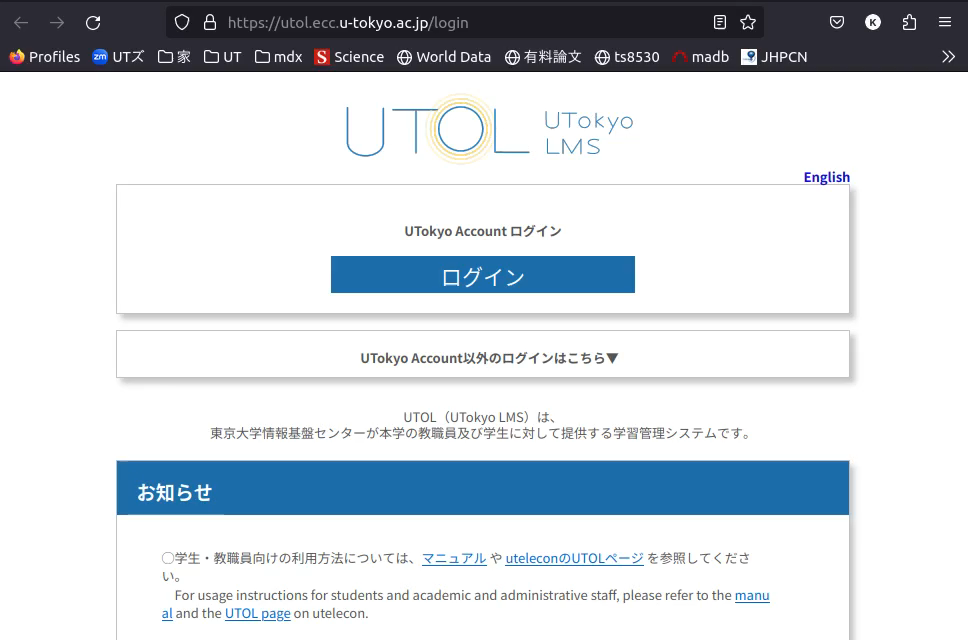 https://utol.ecc.u-tokyo.ac.jp/login
K
Profiles zm UTズ 家 UT mdx S Science World Data 有料論文 ts8530 madb JHPCN
UTOL UTokyo
LMS
English
UTokyo Account ログイン
ログイン
UTokyo Account以外のログインはこちら▼
UTOL（UTokyo LMS）は、
東京大学情報基盤センターが本学の教職員及び学生に対して提供する学習管理システムです。
お知らせ
○学生・教職員向けの利用方法については、マニュアル や uteleconのUTOLページ を参照してくださ
い。
For usage instructions for students and academic and administrative staff, please refer to the manu
al and the UTOL page on utelecon.